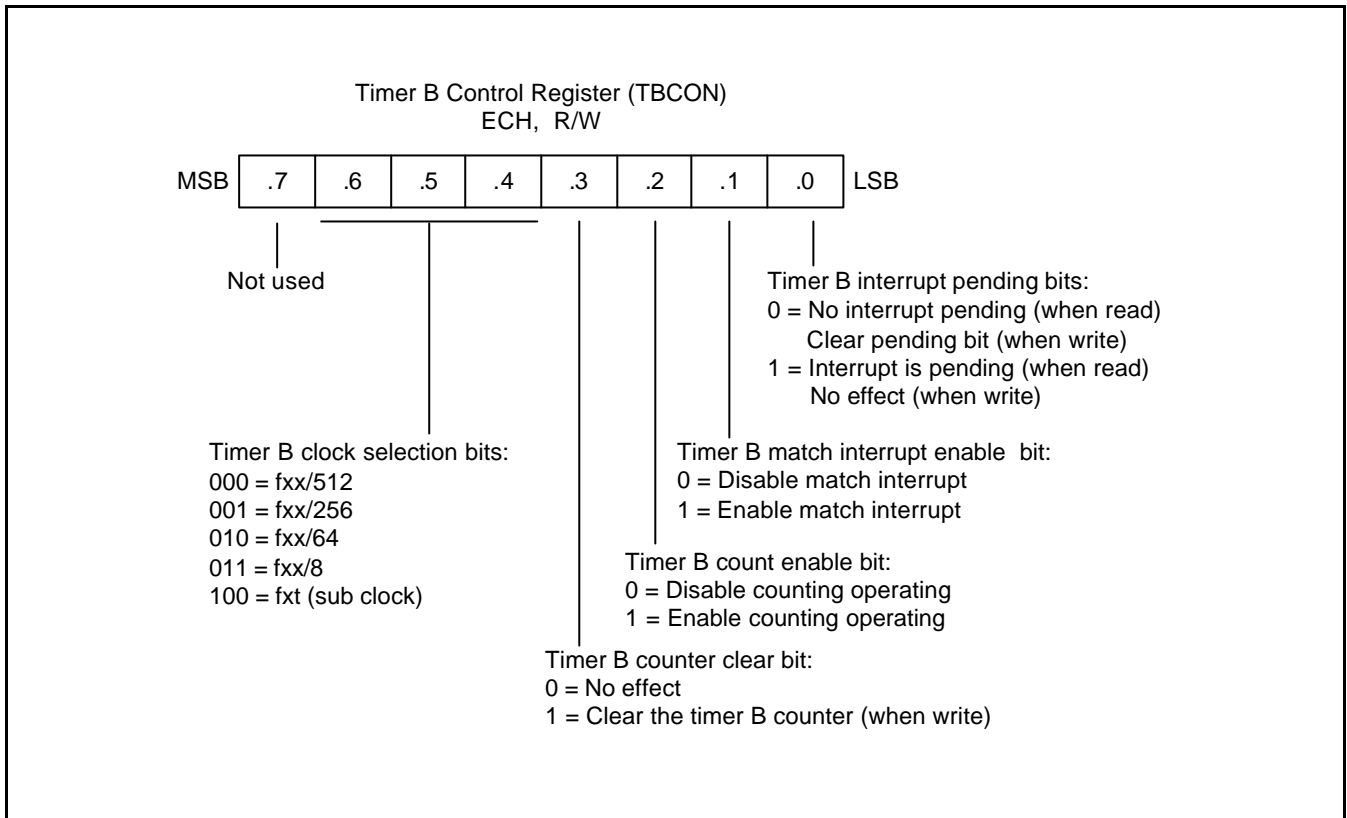 Timer B Control Register (TBCON)
ECH, R/W
MSB .7 .6 .5 .4 .3 .2 .1 .0 LSB
Not used
Timer B interrupt pending bits:
0 = No interrupt pending (when read)
Clear pending bit (when write)
1 = Interrupt is pending (when read)
No effect (when write)
Timer B clock selection bits:
000 = fxx/512
001 = fxx/256
010 = fxx/64
011 = fxx/8
100 = fxt (sub clock)
Timer B match interrupt enable bit:
0 = Disable match interrupt
1 = Enable match interrupt
Timer B count enable bit:
0 = Disable counting operating
1 = Enable counting operating
Timer B counter clear bit:
0 = No effect
1 = Clear the timer B counter (when write)